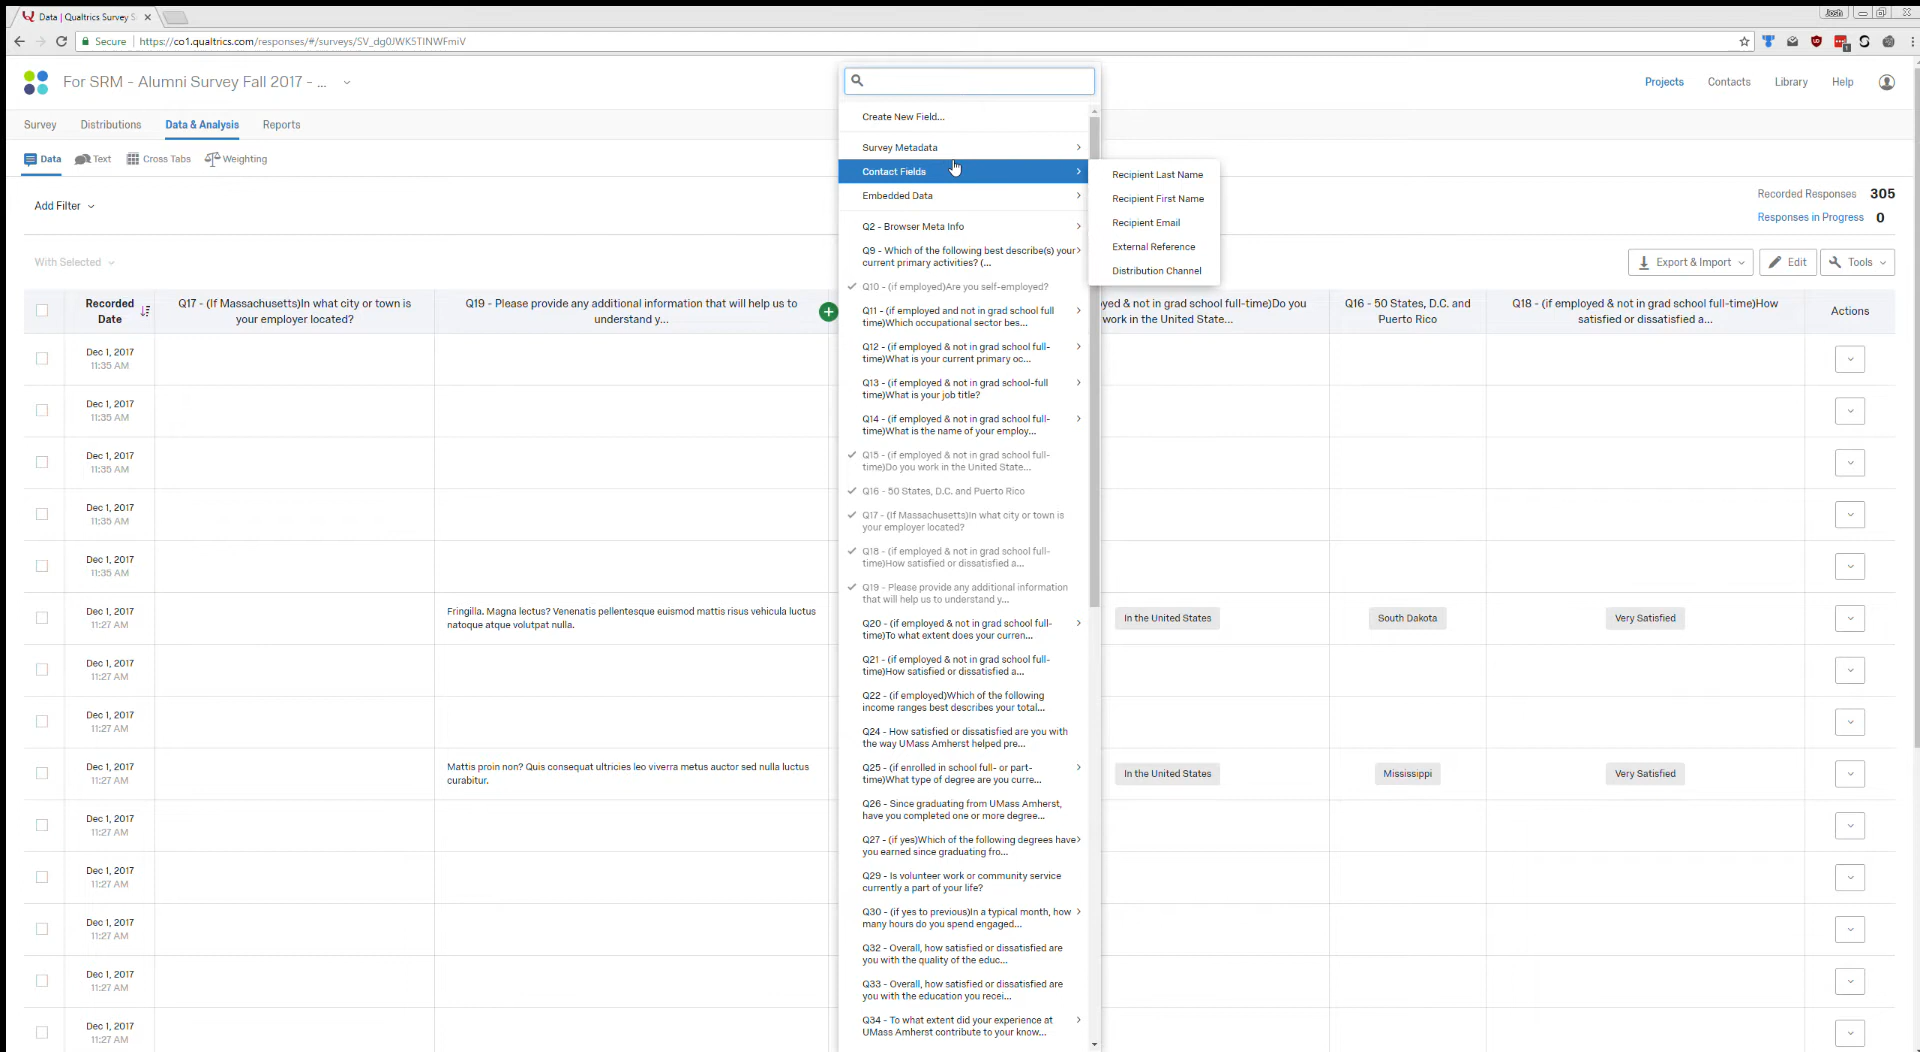 Data | Qualtrics Survey S
Josh
Secure
https://co1.qualtrics.com/responses/#/surveys/SV_dg0JWK5TINWFmiV
For SRM - Alumni Survey Fall 2017 - ...
Projects
Contacts
Library
Help
Survey
Distributions
Data & Analysis
Reports
Data
Text
Cross Tabs
Weighting
Add Filter
Recorded Responses 305
Responses in Progress 0
With Selected
Export & Import
Edit
Tools
Create New Field...
Survey Metadata
Contact Fields
Embedded Data
Recipient Last Name
Recipient First Name
Recipient Email
External Reference
Distribution Channel
Q2 - Browser Meta Info
Q9 - Which of the following best describe(s) your
current primary activities? (...
Q10 - (if employed)Are you self-employed?
Q11 - (if employed and not in grad school full
time)Which occupational sector bes...
Q12 - (if employed & not in grad school full-
time)What is your current primary oc...
Q13 - (if employed & not in grad school-full
time)What is your job title?
Q14 - (if employed & not in grad school full-
time)What is the name of your employ...
Q15 - (if employed & not in grad school full-
time)Do you work in the United State...
Q16 - 50 States, D.C. and Puerto Rico
Q17 - (If Massachusetts)In what city or town is
your employer located?
Q18 - (if employed & not in grad school full-
time)How satisfied or dissatisfied a...
Q19 - Please provide any additional information
that will help us to understand y...
Q20 - (if employed & not in grad school full-
time)To what extent does your curren...
Q21 - (if employed & not in grad school full-
time)How satisfied or dissatisfied a...
Q22 - (if employed)Which of the following
income ranges best describes your total...
Q24 - How satisfied or dissatisfied are you with
the way UMass Amherst helped pre...
Q25 - (if enrolled in school full- or part-
time)What type of degree are you curre...
Q26 - Since graduating from UMass Amherst,
have you completed one or more degree...
Q27 - (if yes)Which of the following degrees have
you earned since graduating fro...
Q29 - Is volunteer work or community service
currently a part of your life?
Q30 - (if yes to previous)In a typical month, how
many hours do you spend engaged...
Q32 - Overall, how satisfied or dissatisfied are
you with the quality of the educ...
Q33 - Overall, how satisfied or dissatisfied are
you with the education you recei...
Q34 - To what extent did your experience at
UMass Amherst contribute to your know...
Recorded
Date
Q17 - (If Massachusetts)In what city or town is
your employer located?
Q19 - Please provide any additional information that will help us to
understand y...
yed & not in grad school full-time)Do you
work in the United State...
Q16 - 50 States, D.C. and
Puerto Rico
Q18 - (if employed & not in grad school full-time)How
satisfied or dissatisfied a...
Actions
Dec 1, 2017
11:35 AM
Dec 1, 2017
11:35 AM
Dec 1, 2017
11:35 AM
Dec 1, 2017
11:35 AM
Dec 1, 2017
11:35 AM
Dec 1, 2017
11:27 AM
Fringilla. Magna lectus? Venenatis pellentesque euismod mattis risus vehicula luctus
natoque atque volutpat nulla.
In the United States
South Dakota
Very Satisfied
Dec 1, 2017
11:27 AM
Dec 1, 2017
11:27 AM
Dec 1, 2017
11:27 AM
Mattis proin non? Quis consequat ultricies leo viverra metus auctor sed nulla luctus
curabitur.
In the United States
Mississippi
Very Satisfied
Dec 1, 2017
11:27 AM
Dec 1, 2017
11:27 AM
Dec 1, 2017
11:27 AM
Dec 1, 2017
11:27 AM
Dec 1, 2017
11:27 AM